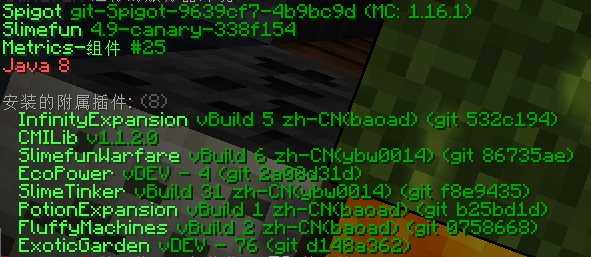 Spigot git-Spigot-9639cf7-4b9bc9d (MC: 1.16.1)
Slimefun 4.9-canary-338f154
Metrics-组件 #25
Java 8
安装的附属插件: (8)
InfinityExpansion vBuild 5 zh-CN(baoad) (git 532c194)
CMILib v1.1.2.0
SlimefunWarfare vBuild 6 zh-CN(ybw0014) (git 86735ae)
EcoPower vDEV - 4 (git 2a08d31d)
SlimeTinker vBuild 31 zh-CN(ybw0014) (git f8e9435)
PotionExpansion vBuild 1 zh-CN(baoad) (git b25bd1d)
FluffyMachines vBuild 2 zh-CN(baoad) (git 0758668)
ExoticGarden vDEV - 76 (git d148a362)